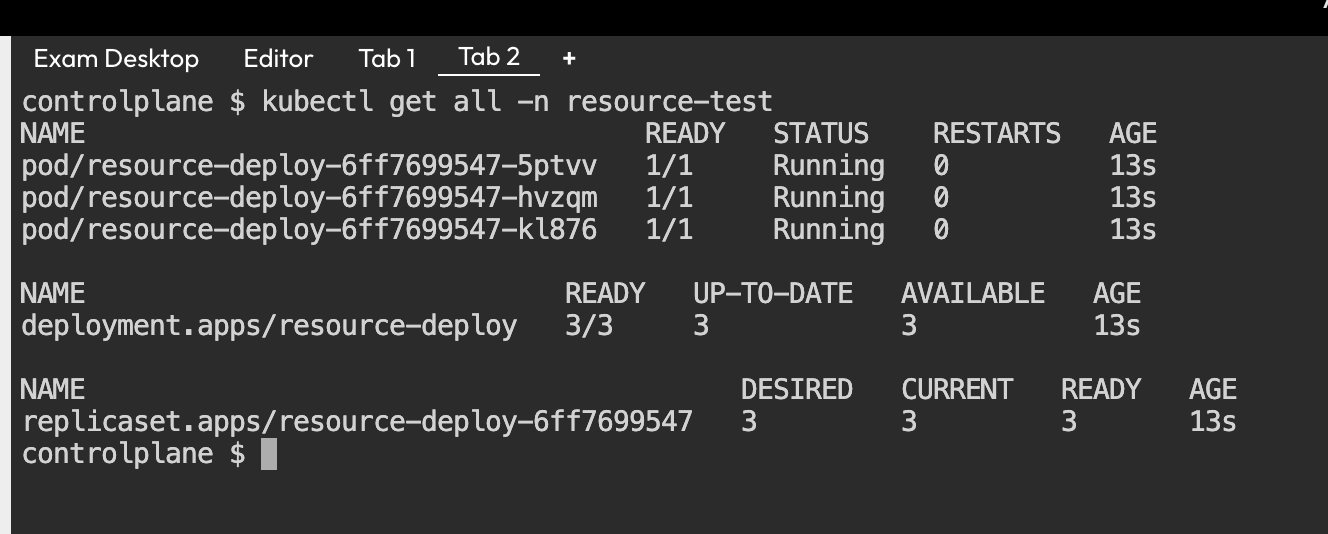 Exam Desktop Editor Tab 1 Tab 2 +
controlplane $ kubectl get all -n resource-test
NAME READY STATUS RESTARTS AGE
pod/resource-deploy-6ff7699547-5ptvv 1/1 Running 0 13s
pod/resource-deploy-6ff7699547-hvzqm 1/1 Running 0 13s
pod/resource-deploy-6ff7699547-kl876 1/1 Running 0 13s
NAME READY UP-TO-DATE AVAILABLE AGE
deployment.apps/resource-deploy 3/3 3 3 13s
NAME DESIRED CURRENT READY AGE
replicaset.apps/resource-deploy-6ff7699547 3 3 3 13s
controlplane $